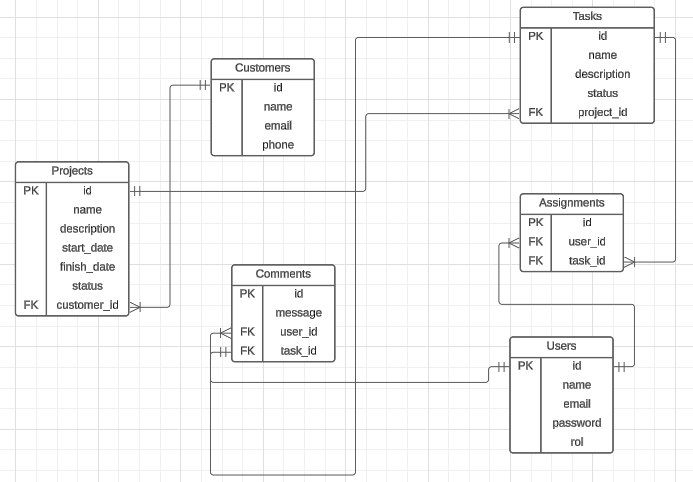 Tasks
PK id
name
description
status
FK project_id
Customers
PK id
name
email
phone
Projects
PK id
name
description
start_date
finish_date
status
FK customer_id
Assignments
PK id
FK user_id
FK task_id
Comments
PK id
message
FK user_id
FK task_id
Users
PK id
name
email
password
rol